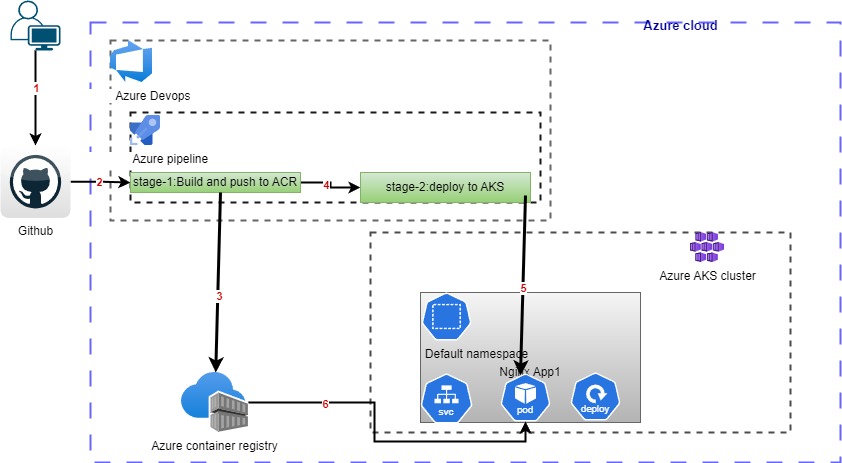 Azure cloud
Azure Devops
1
Azure pipeline
stage-1:Build and push to ACR
2
4
stage-2:deploy to AKS
Github
Azure AKS cluster
3
5
Default namespace
Nginx App1
svc
pod
deploy
6
Azure container registry